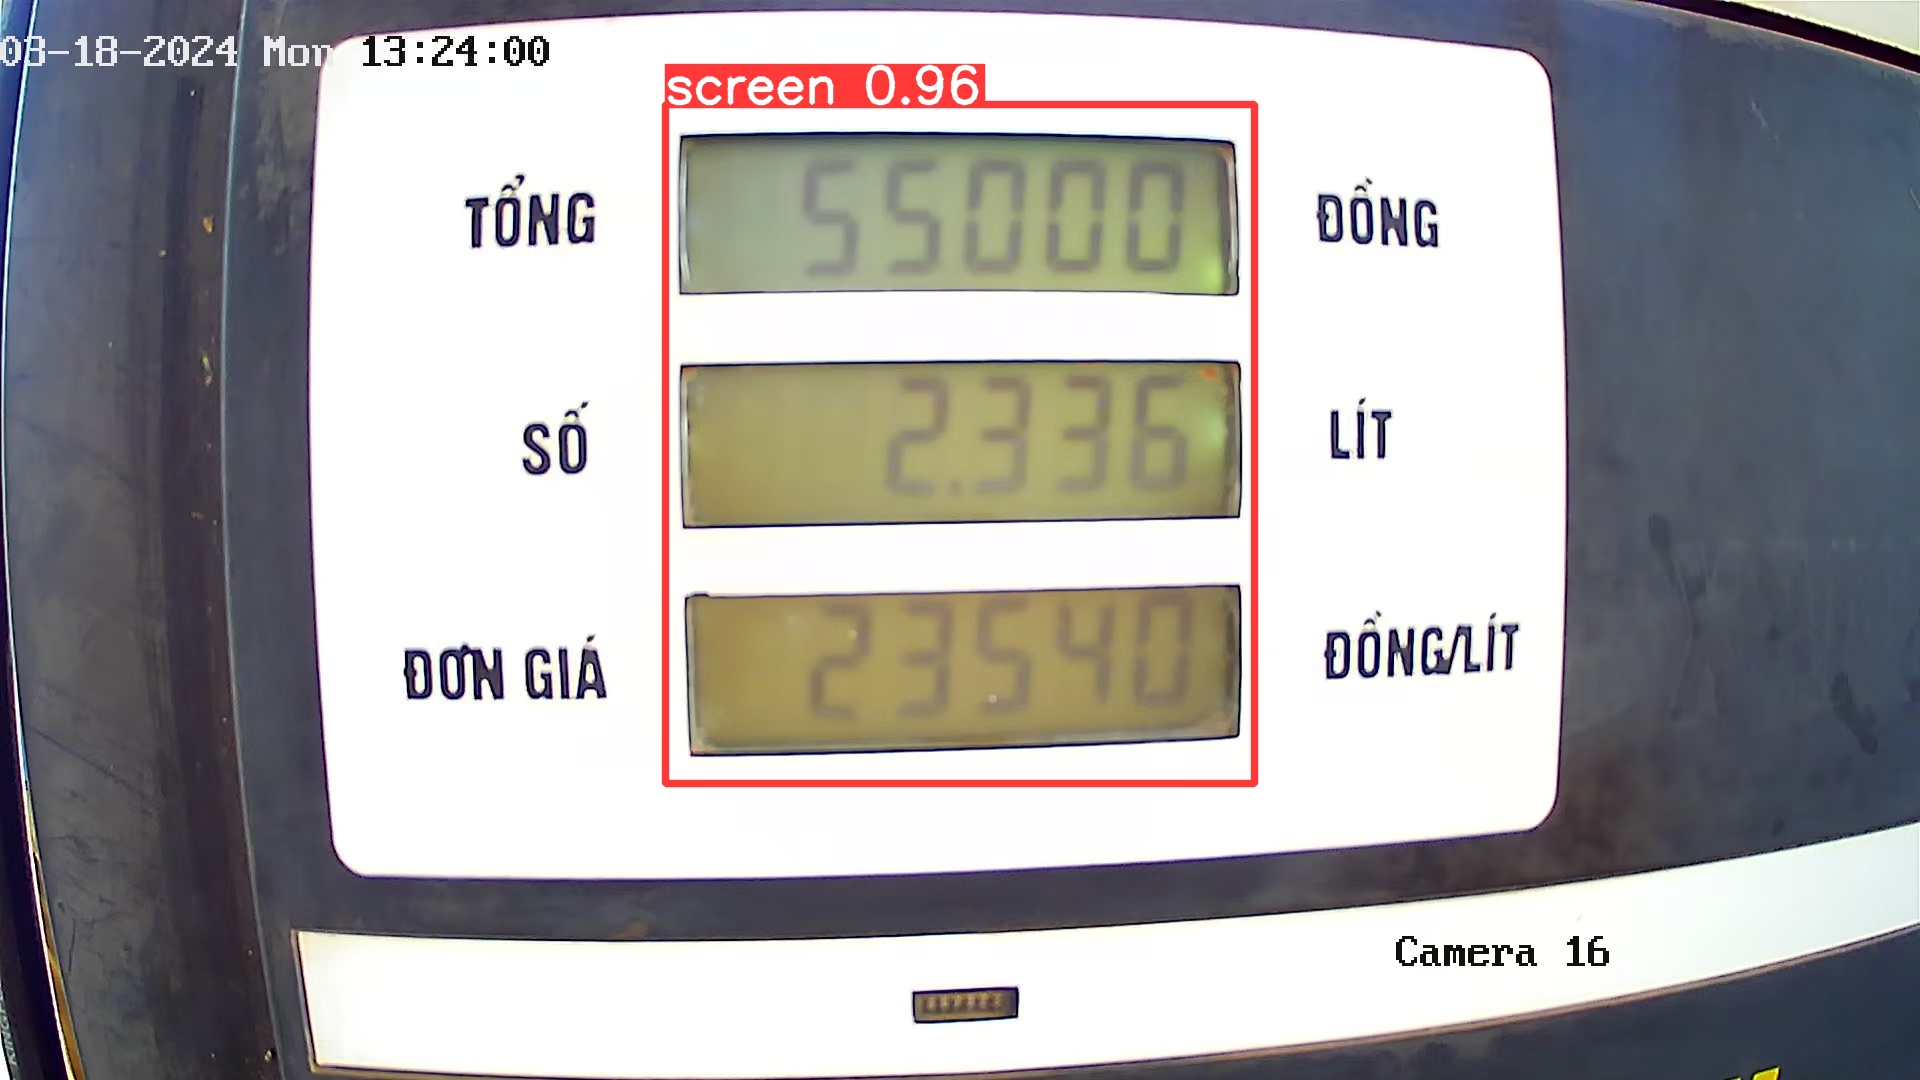 03-18-2024 Mon 13:24:00
screen 0.96
TỔNG 55000 ĐỒNG
SỐ 2.336 LÍT
ĐƠN GIÁ 23540 ĐỒNG/LÍT
Camera 16